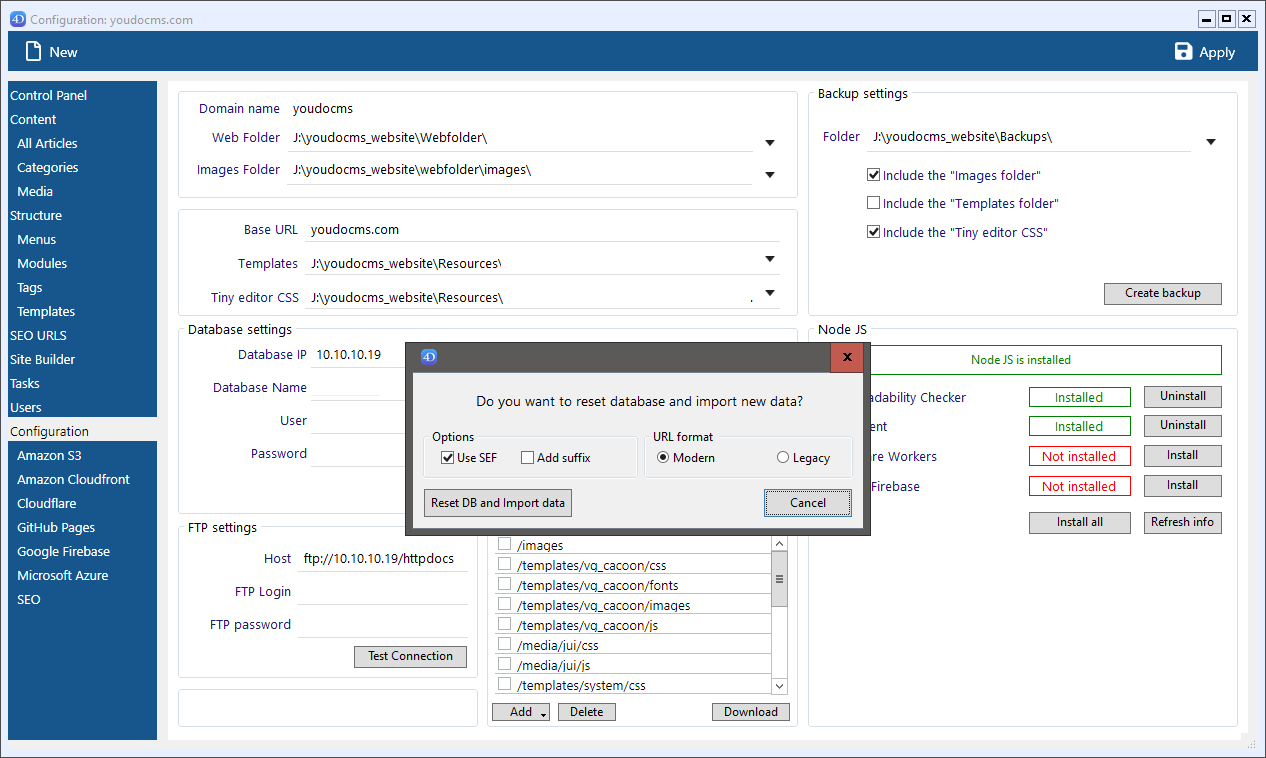 4D Configuration: youdocms.com
New
Apply
Control Panel
Content
All Articles
Categories
Media
Structure
Menus
Modules
Tags
Templates
SEO URLS
Site Builder
Tasks
Users
Configuration
Amazon S3
Amazon Cloudfront
Cloudflare
GitHub Pages
Google Firebase
Microsoft Azure
SEO
Domain name youdocms
Web Folder J:\youdocms_website\Webfolder\
Images Folder J:\youdocms_website\webfolder\images\
Base URL youdocms.com
Templates J:\youdocms_website\Resources\
Tiny editor CSS J:\youdocms_website\Resources\ .
Database settings
Database IP 10.10.10.19
Database Name
User
Password
FTP settings
Host ftp://10.10.10.19/httpdocs
FTP Login
FTP password
Test Connection
4D
Do you want to reset database and import new data?
Options
Use SEF Add suffix
URL format
Modern Legacy
Reset DB and Import data Cancel
/images
/templates/vg_cacoon/css
/templates/vg_cacoon/fonts
/templates/vg_cacoon/images
/templates/vg_cacoon/js
/media/jui/css
/media/jui/js
/templates/system/css
Add Delete Download
Backup settings
Folder J:\youdocms_website\Backups\
Include the "Images folder"
Include the "Templates folder"
Include the "Tiny editor CSS"
Create backup
Node JS
Node JS is installed
adability Checker Installed Uninstall
ent Installed Uninstall
re Workers Not installed Install
Firebase Not installed Install
Install all Refresh info